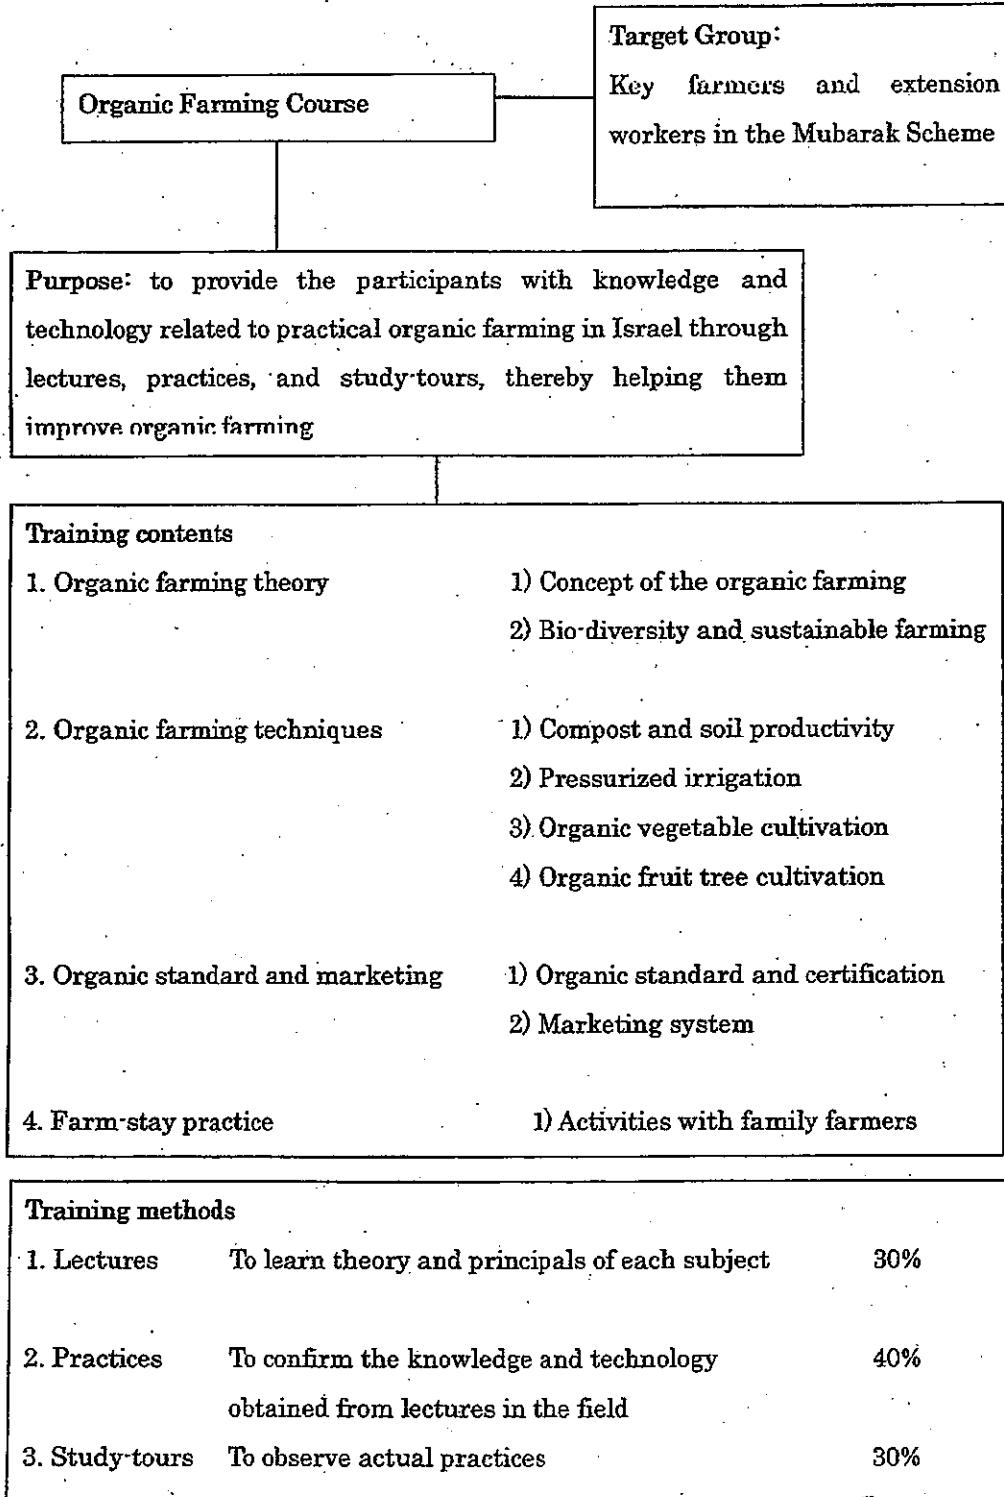 Target Group:
Key farmers and extension
workers in the Mubarak Scheme
Organic Farming Course
Purpose: to provide the participants with knowledge and
technology related to practical organic farming in Israel through
lectures, practices, and study-tours, thereby helping them
improve organic farming
Training contents
1. Organic farming theory 1) Concept of the organic farming
2) Bio-diversity and sustainable farming
2. Organic farming techniques 1) Compost and soil productivity
2) Pressurized irrigation
3) Organic vegetable cultivation
4) Organic fruit tree cultivation
3. Organic standard and marketing 1) Organic standard and certification
2) Marketing system
4. Farm-stay practice 1) Activities with family farmers
Training methods
1. Lectures To learn theory and principals of each subject 30%
2. Practices To confirm the knowledge and technology 40%
obtained from lectures in the field
3. Study-tours To observe actual practices 30%